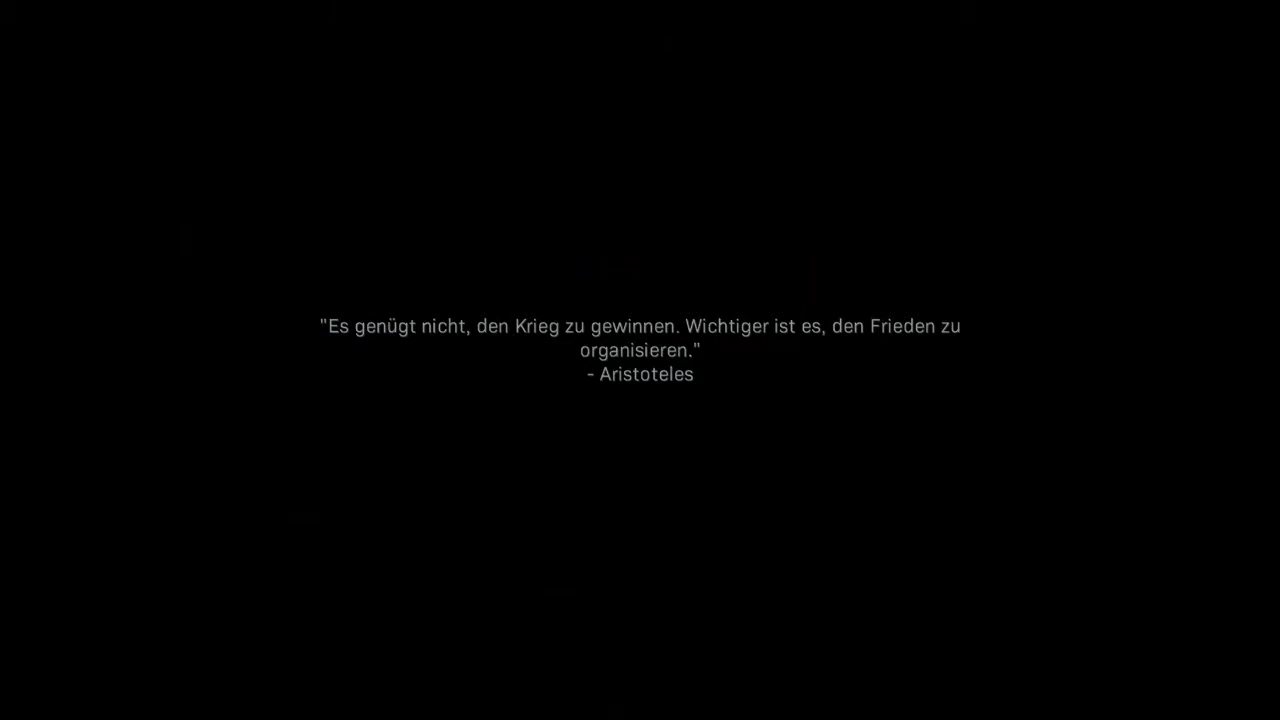 "Es genügt nicht, den Krieg zu gewinnen. Wichtiger ist es, den Frieden zu
organisieren."
- Aristoteles